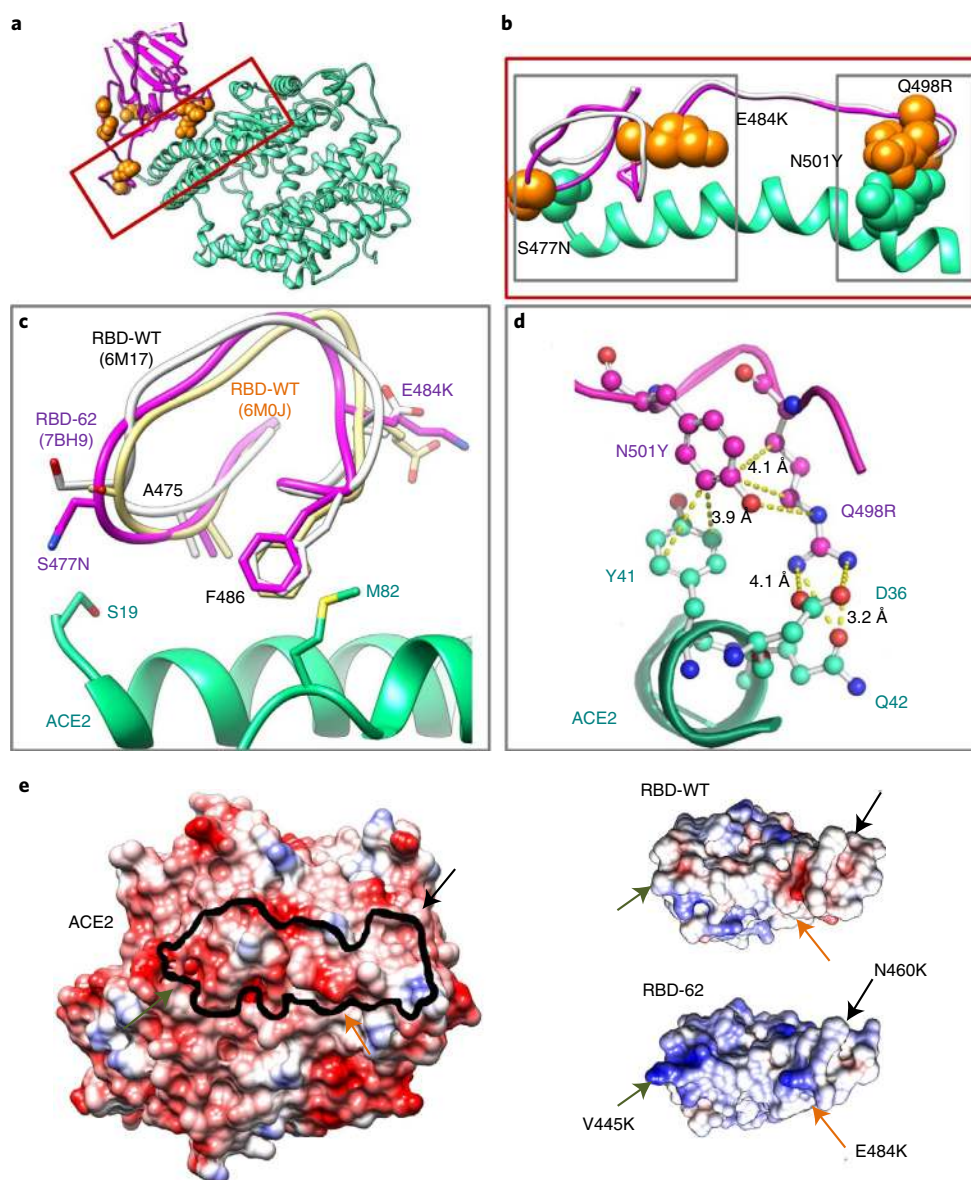 a
b
Q498R
E484K
N501Y
S477N
c
RBD-WT
(6M17)
RBD-WT
(6M0J)
E484K
RBD-62
(7BH9)
A475
S477N
F486
M82
S19
ACE2
d
N501Y
4.1 Å
3.9 Å
Q498R
Y41
4.1 Å
D36
3.2 Å
ACE2
Q42
e
ACE2
RBD-WT
N460K
RBD-62
V445K
E484K